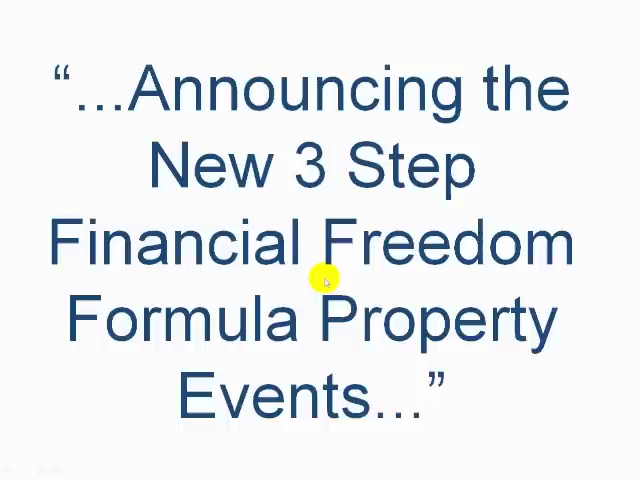 “...Announcing the
New 3 Step
Financial Freedom
Formula Property
Events...”